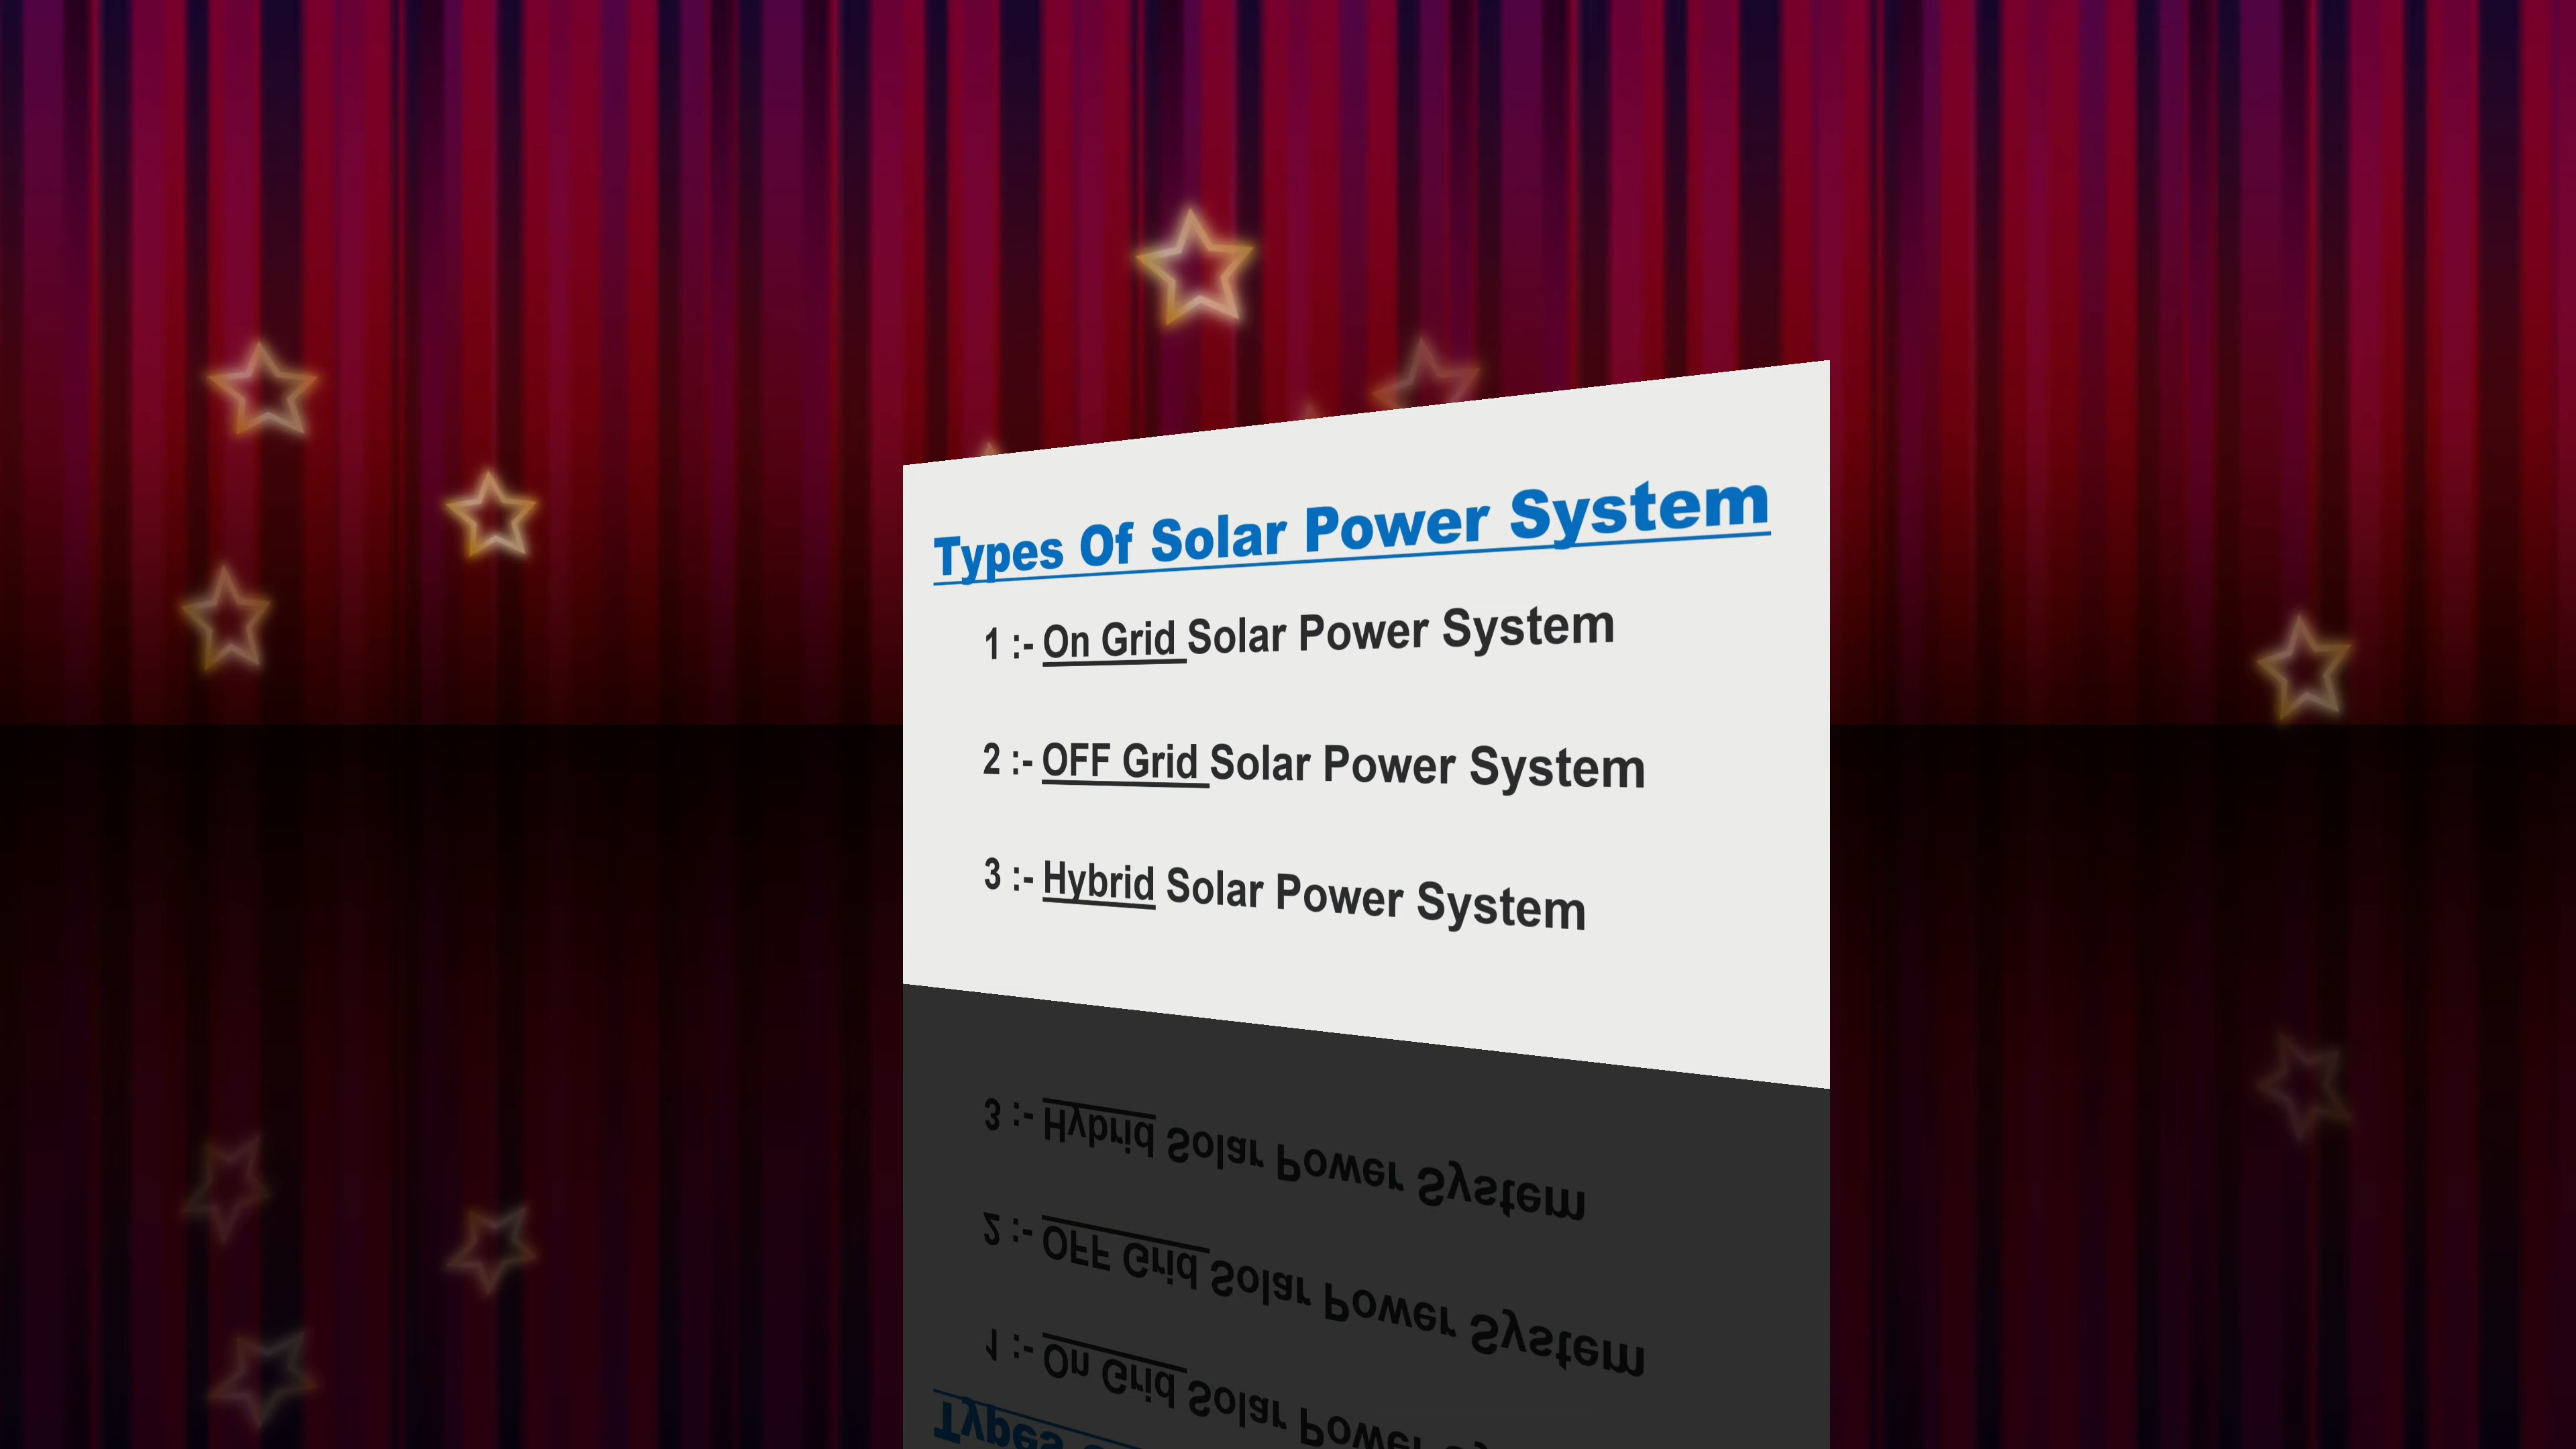 Types Of Solar Power System
1 :- On Grid Solar Power System
2 :- OFF Grid Solar Power System
3 :- Hybrid Solar Power System